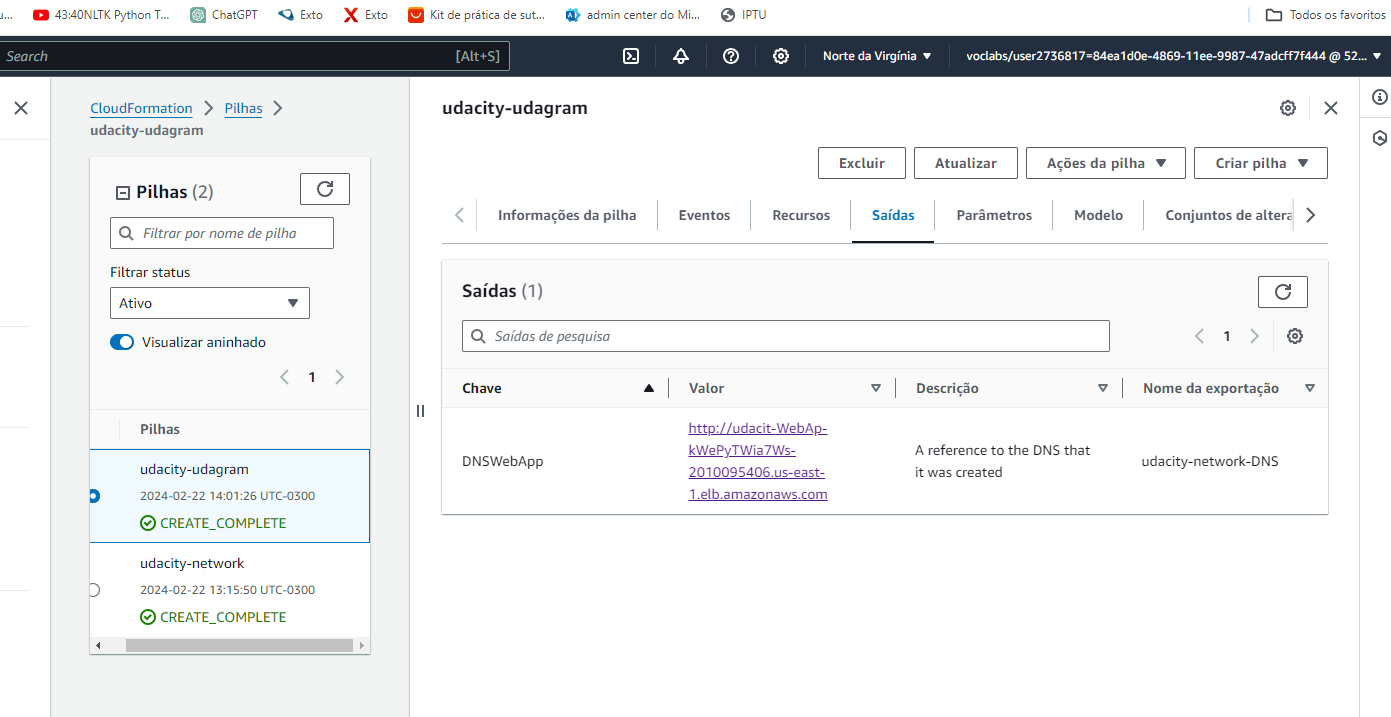 43:40NLTK Python T...
ChatGPT
Exto
Exto
Kit de prática de sut...
admin center do Mi...
IPTU
Todos os favoritos
Search
[Alt+S]
Norte da Virgínia
voclabs/user2736817=84ea1d0e-4869-11ee-9987-47adcff7f444 @ 52...
CloudFormation
Pilhas
udacity-udagram
Pilhas (2)
Filtrar por nome de pilha
Filtrar status
Ativo
Visualizar aninhado
1
Pilhas
udacity-udagram
2024-02-22 14:01:26 UTC-0300
CREATE_COMPLETE
udacity-network
2024-02-22 13:15:50 UTC-0300
CREATE_COMPLETE
udacity-udagram
Excluir
Atualizar
Ações da pilha
Criar pilha
Informações da pilha
Eventos
Recursos
Saídas
Parâmetros
Modelo
Conjuntos de altera
Saídas (1)
Saídas de pesquisa
1
Chave
Valor
Descrição
Nome da exportação
DNSWebApp
http://udacit-WebAp-
kWePyTWia7Ws-
2010095406.us-east-
1.elb.amazonaws.com
A reference to the DNS that
it was created
udacity-network-DNS